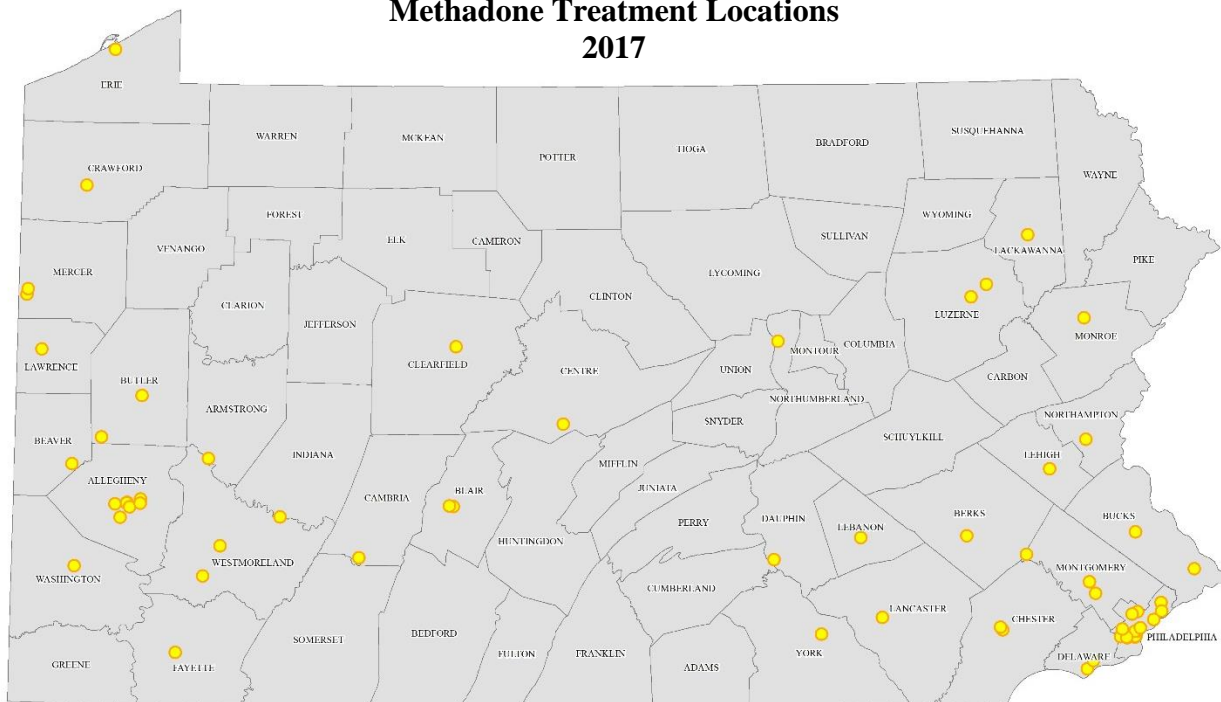 Methadone Treatment Locations
2017
ERIE
WARREN
MCKEAN
POTTER
TIOGA
BRADFORD
SUSQUEHANNA
WAYNE
CRAWFORD
FOREST
WYOMING
VENANGO
ELK
CAMERON
SULLIVAN
LACKAWANNA
MERCER
LYCOMING
PIKE
CLARION
CLINTON
LUZERNE
JEFFERSON
MONROE
LAWRENCE
CLEARFIELD
CENTRE
UNION
MONTOUR
COLUMBIA
BUTLER
CARBON
ARMSTRONG
NORTHUMBERLAND
NORTHAMPTON
SNYDER
BEAVER
SCHUYLKILL
INDIANA
MIFFLIN
LEHIGH
ALLEGHENY
JUNIATA
CAMBRIA
BLAIR
PERRY
DAUPHIN
LEBANON
BERKS
BUCKS
HUNTINGDON
WESTMORELAND
WASHINGTON
CUMBERLAND
MONTGOMERY
LANCASTER
CHESTER
SOMERSET
BEDFORD
FULTON
FRANKLIN
ADAMS
YORK
PHILADELPHIA
DELAWARE
GREENE
FAYETTE